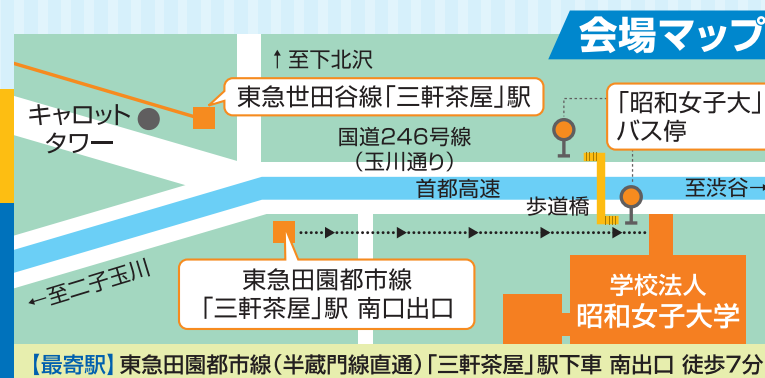 会場マップ
↑至下北沢
東急世田谷線「三軒茶屋」駅
キャロット
タワー
「昭和女子大」
バス停
国道246号線
（玉川通り）
首都高速
至渋谷→
歩道橋
←至二子玉川
東急田園都市線
「三軒茶屋」駅 南口出口
学校法人
昭和女子大学
【最寄駅】東急田園都市線（半蔵門線直通）「三軒茶屋」駅下車 南出口 徒歩7分